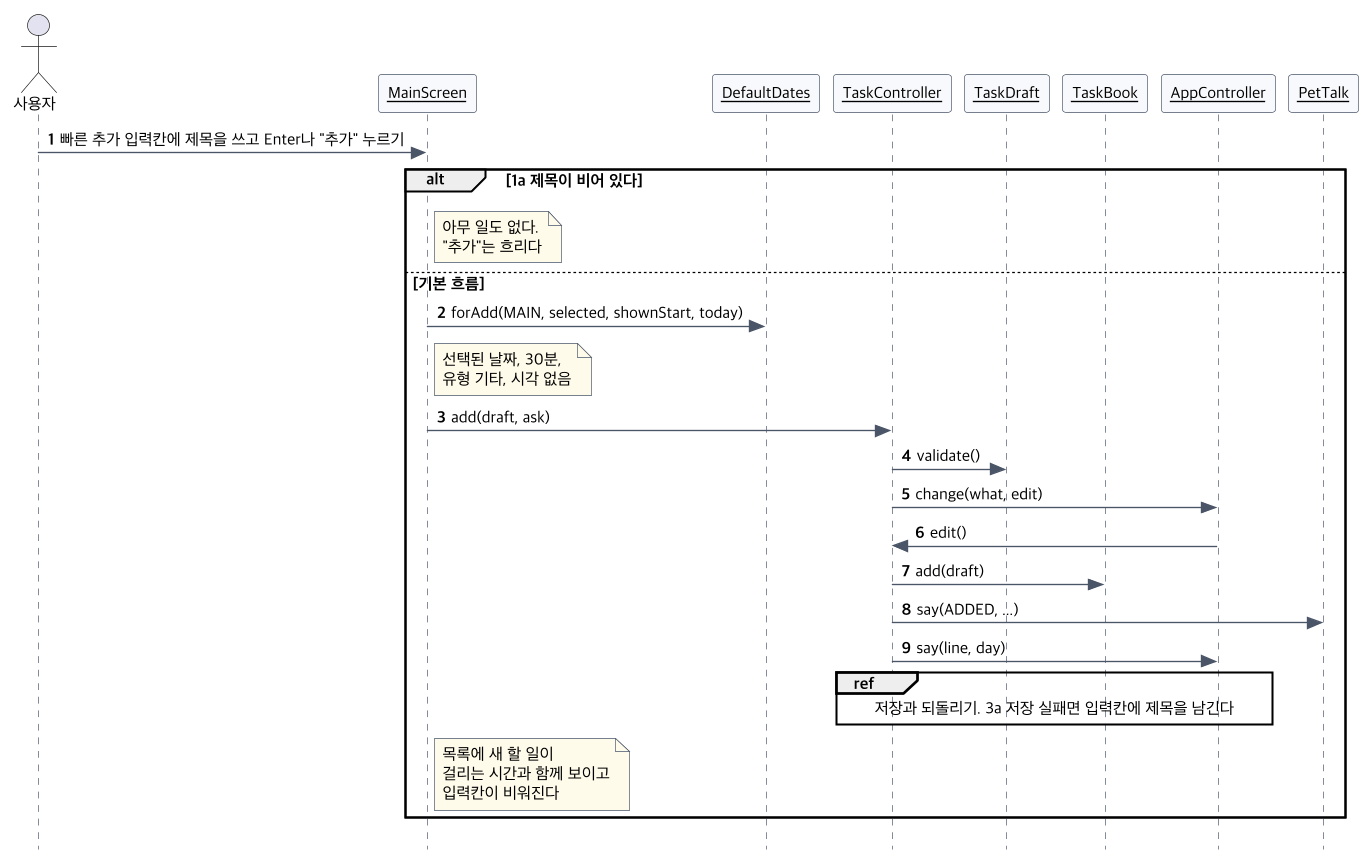 사용자
MainScreen
DefaultDates
TaskController
TaskDraft
TaskBook
AppController
PetTalk
1 빠른 추가 입력칸에 제목을 쓰고 Enter나 "추가" 누르기
alt
[1a 제목이 비어 있다]
아무 일도 없다.
"추가"는 흐리다
[기본 흐름]
2 forAdd(MAIN, selected, shownStart, today)
선택된 날짜, 30분,
유형 기타, 시각 없음
3 add(draft, ask)
4 validate()
5 change(what, edit)
6 edit()
7 add(draft)
8 say(ADDED, ...)
9 say(line, day)
ref
저장과 되돌리기. 3a 저장 실패면 입력칸에 제목을 남긴다
목록에 새 할 일이
걸리는 시간과 함께 보이고
입력칸이 비워진다